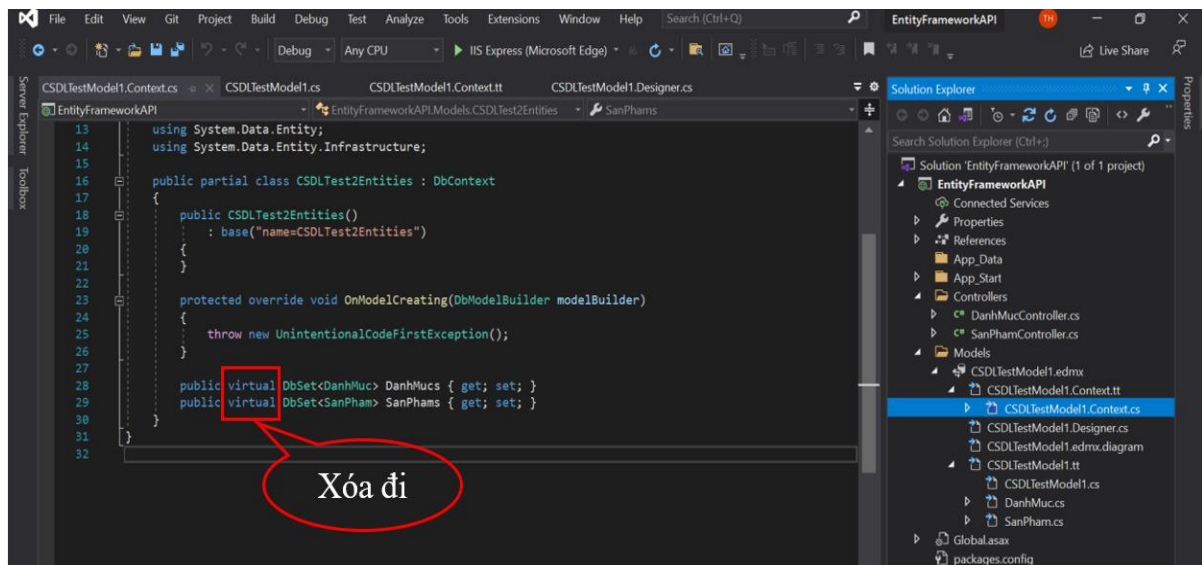 File Edit View Git Project Build Debug Test Analyze Tools Extensions Window Help Search (Ctrl+Q) EntityFrameworkAPI TH
Debug Any CPU IIS Express (Microsoft Edge) Live Share
Server Explorer
Toolbox
CSDLTestModel1.Context.cs CSDLTestModel1.cs CSDLTestModel1.Context.tt CSDLTestModel1.Designer.cs
EntityFrameworkAPI EntityFrameworkAPI.Models.CSDLTest2Entities SanPhams
13 using System.Data.Entity;
14 using System.Data.Entity.Infrastructure;
15
16 public partial class CSDLTest2Entities : DbContext
17 {
18 public CSDLTest2Entities()
19 : base("name=CSDLTest2Entities")
20 {
21 }
22
23 protected override void OnModelCreating(DbModelBuilder modelBuilder)
24 {
25 throw new UnintentionalCodeFirstException();
26 }
27
28 public virtual DbSet<DanhMuc> DanhMucs { get; set; }
29 public virtual DbSet<SanPham> SanPhams { get; set; }
30 }
31 }
32
Xóa đi
Solution Explorer
Search Solution Explorer (Ctrl+;)
Solution 'EntityFrameworkAPI' (1 of 1 project)
EntityFrameworkAPI
Connected Services
Properties
References
App_Data
App_Start
Controllers
C# DanhMucController.cs
C# SanPhamController.cs
Models
CSDLTestModel1.edmx
CSDLTestModel1.Context.tt
CSDLTestModel1.Context.cs
CSDLTestModel1.Designer.cs
CSDLTestModel1.edmx.diagram
CSDLTestModel1.tt
CSDLTestModel1.cs
DanhMuc.cs
SanPham.cs
Global.asax
packages.config
Properties